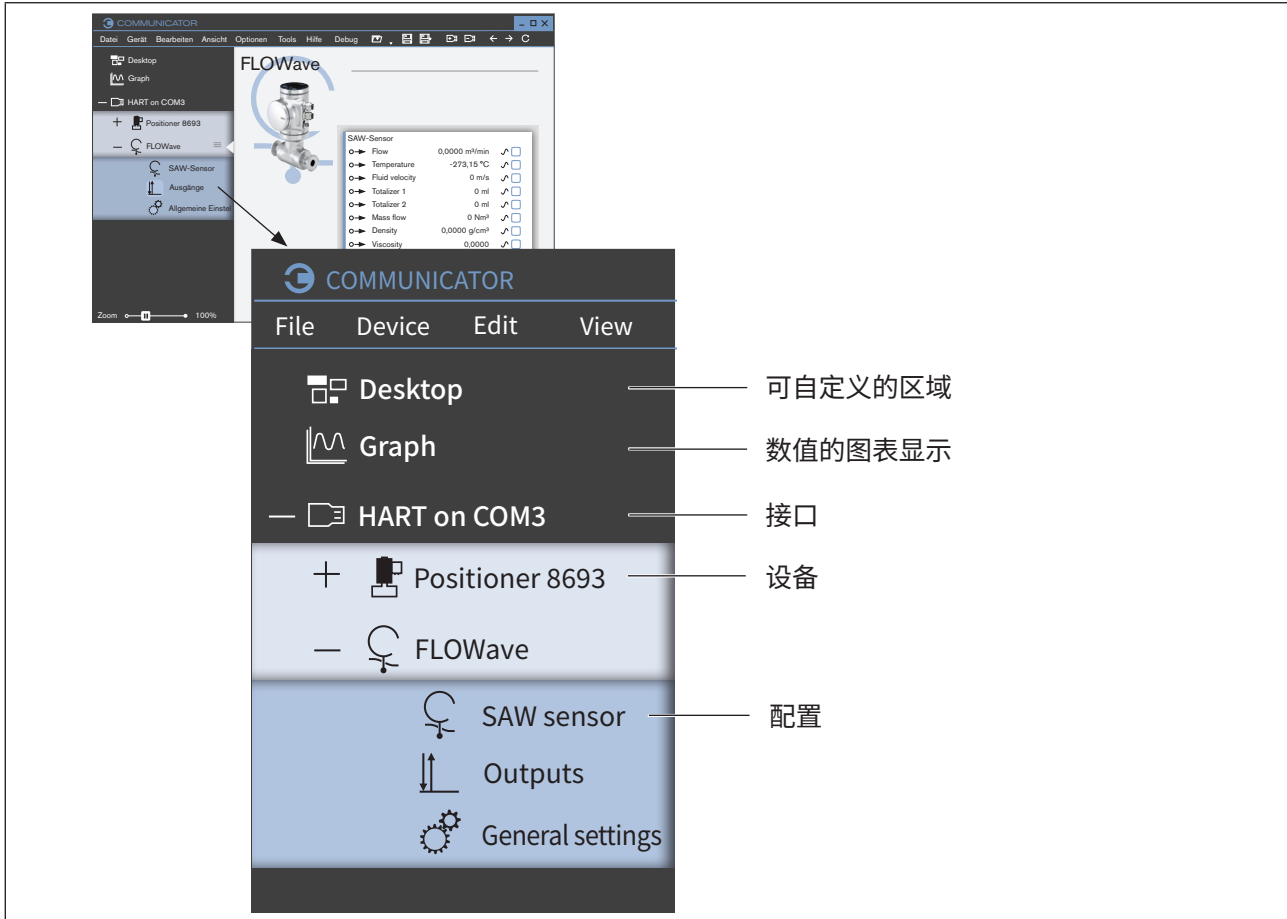 COMMUNICATOR
Datei Gerät Bearbeiten Ansicht Optionen Tools Hilfe Debug
Desktop
Graph
HART on COM3
Positioner 8693
FLOWave
SAW-Sensor
Ausgänge
Allgemeine Einstel
Zoom 100%
FLOWave
SAW-Sensor
Flow 0,0000 m³/min
Temperature -273,15 °C
Fluid velocity 0 m/s
Totalizer 1 0 ml
Totalizer 2 0 ml
Mass flow 0 Nm³
Density 0,0000 g/cm³
Viscosity 0,0000
COMMUNICATOR
File Device Edit View
Desktop 可自定义的区域
Graph 数值的图表显示
HART on COM3 接口
Positioner 8693 设备
FLOWave
SAW sensor 配置
Outputs
General settings